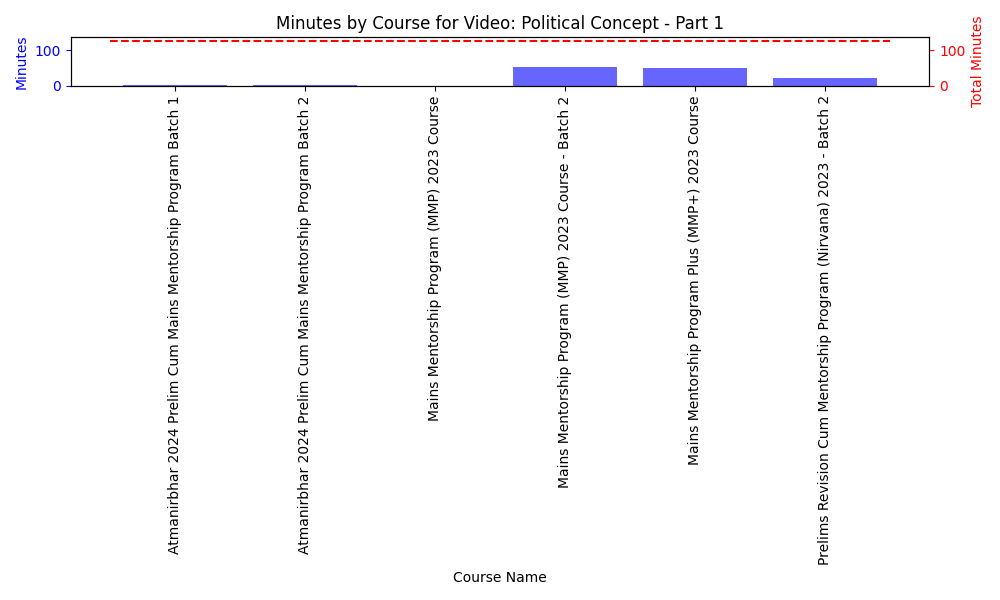 Minutes by Course for Video: Political Concept - Part 1
Minutes
100
0
100
0
Total Minutes
Atmanirbhar 2024 Prelim Cum Mains Mentorship Program Batch 1
Atmanirbhar 2024 Prelim Cum Mains Mentorship Program Batch 2
Mains Mentorship Program (MMP) 2023 Course
Mains Mentorship Program (MMP) 2023 Course - Batch 2
Mains Mentorship Program Plus (MMP+) 2023 Course
Prelims Revision Cum Mentorship Program (Nirvana) 2023 - Batch 2
Course Name